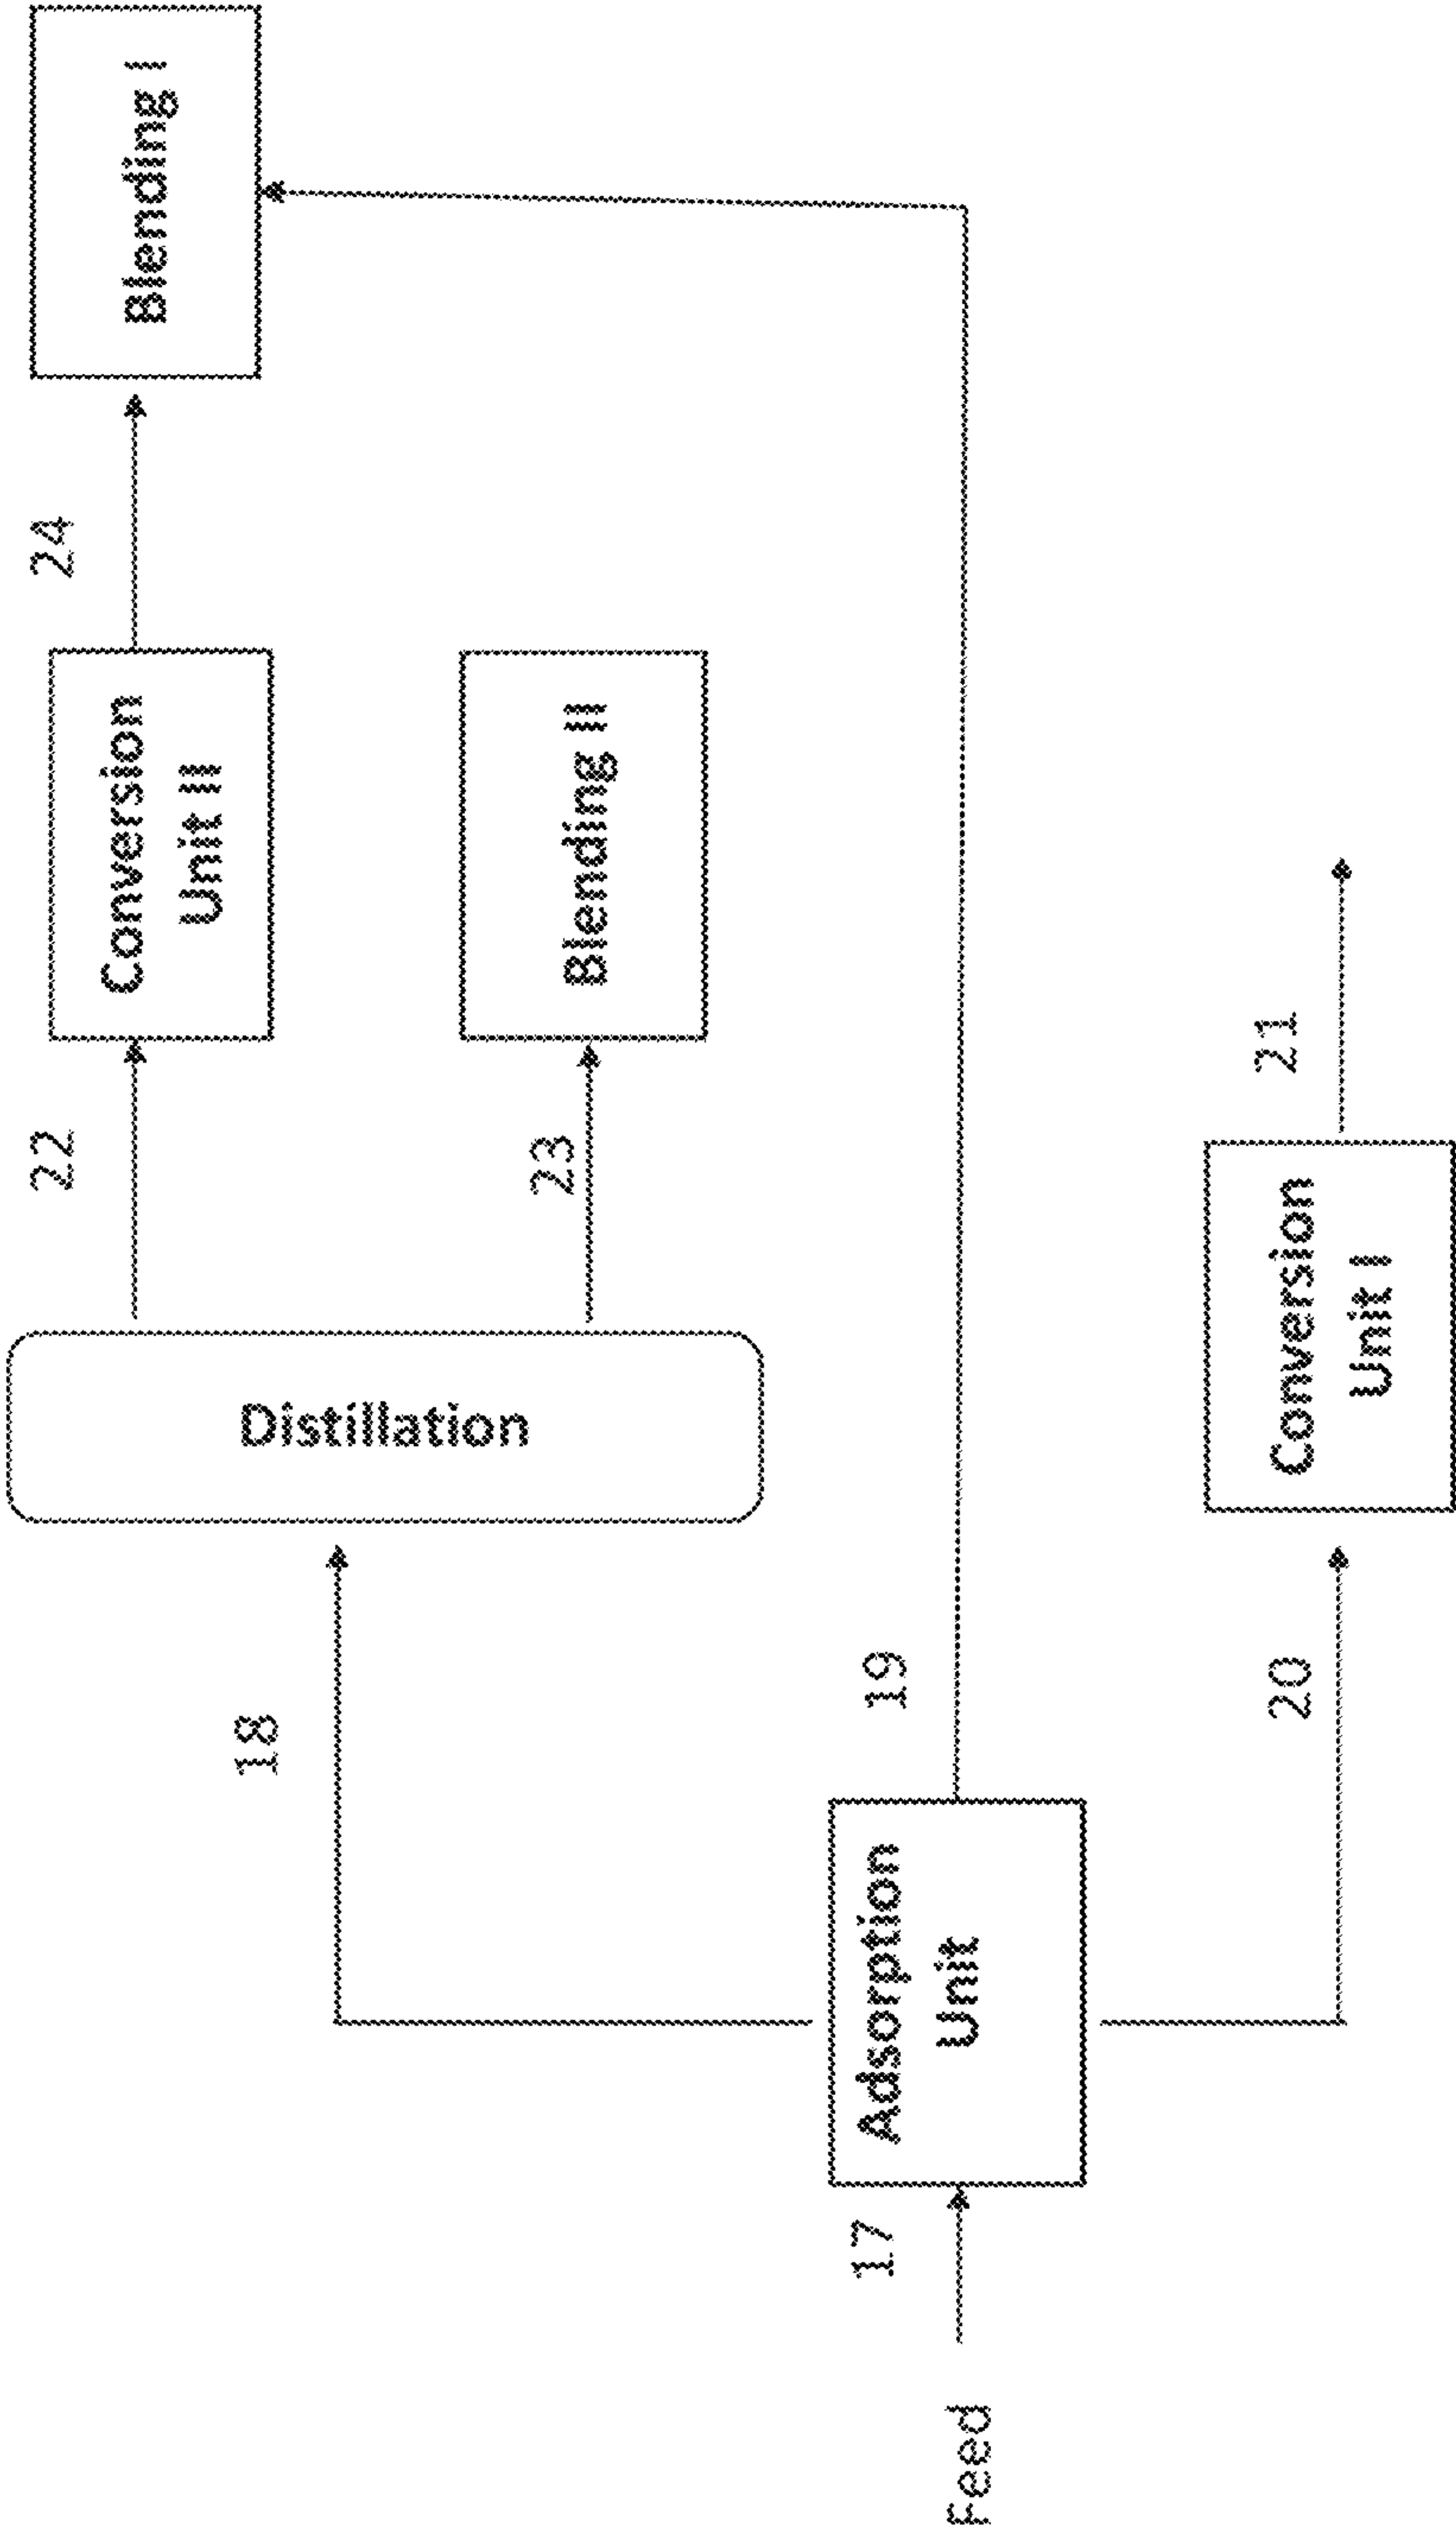 Feed
17
Adsorption
Unit
18
19
20
Distillation
Conversion
Unit I
21
22
23
Conversion
Unit II
Blending II
24
Blending I